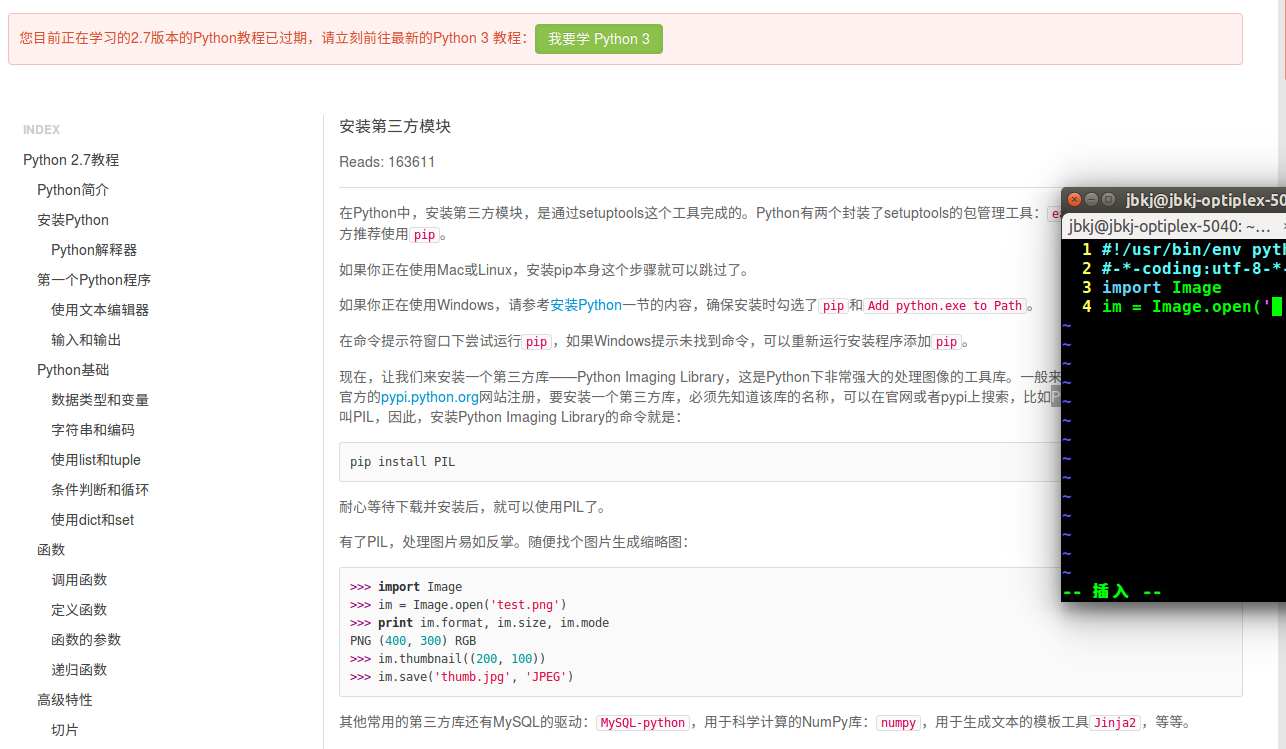 您目前正在学习的2.7版本的Python教程已过期，请立刻前往最新的Python 3 教程： 我要学 Python 3
INDEX
Python 2.7教程
Python简介
安装Python
Python解释器
第一个Python程序
使用文本编辑器
输入和输出
Python基础
数据类型和变量
字符串和编码
使用list和tuple
条件判断和循环
使用dict和set
函数
调用函数
定义函数
函数的参数
递归函数
高级特性
切片
安装第三方模块
Reads: 163611
在Python中，安装第三方模块，是通过setuptools这个工具完成的。Python有两个封装了setuptools的包管理工具：
方推荐使用pip。
如果你正在使用Mac或Linux，安装pip本身这个步骤就可以跳过了。
如果你正在使用Windows，请参考安装Python一节的内容，确保安装时勾选了pip和Add python.exe to Path。
在命令提示符窗口下尝试运行pip，如果Windows提示未找到命令，可以重新运行安装程序添加pip。
现在，让我们来安装一个第三方库——Python Imaging Library，这是Python下非常强大的处理图像的工具库。一般来
官方的pypi.python.org网站注册，要安装一个第三方库，必须先知道该库的名称，可以在官网或者pypi上搜索，比如P
叫PIL，因此，安装Python Imaging Library的命令就是：
pip install PIL
耐心等待下载并安装后，就可以使用PIL了。
有了PIL，处理图片易如反掌。随便找个图片生成缩略图：
>>> import Image
>>> im = Image.open('test.png')
>>> print im.format, im.size, im.mode
PNG (400, 300) RGB
>>> im.thumbnail((200, 100))
>>> im.save('thumb.jpg', 'JPEG')
其他常用的第三方库还有MySQL的驱动：MySQL-python，用于科学计算的NumPy库：numpy，用于生成文本的模板工具Jinja2，等等。
jbkj@jbkj-optiplex-50
jbkj@jbkj-optiplex-5040: ~... ×
1 #!/usr/bin/env pyth
2 #-*-coding:utf-8-*-
3 import Image
4 im = Image.open('
~
~
~
~
~
~
~
~
~
~
~
~
~
~
-- 插入 --